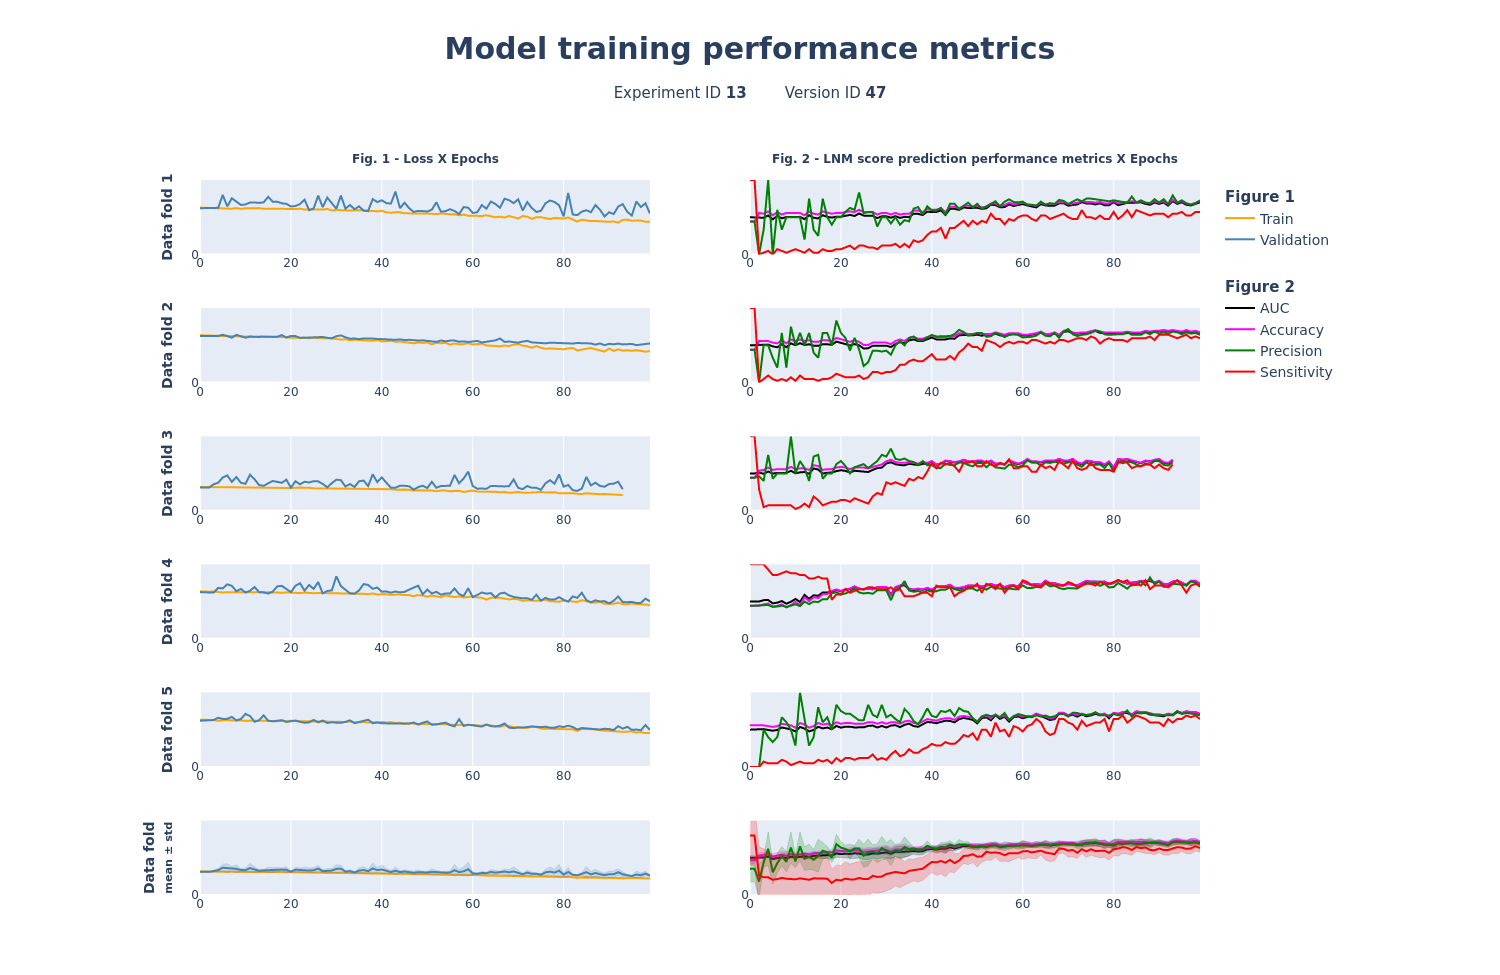 Model training performance metrics
Experiment ID 13 Version ID 47
Fig. 1 - Loss X Epochs
Fig. 2 - LNM score prediction performance metrics X Epochs
Data fold 1
0
0 20 40 60 80
0
0 20 40 60 80
Figure 1
Train
Validation
Figure 2
AUC
Accuracy
Precision
Sensitivity
Data fold 2
0
0 20 40 60 80
0
0 20 40 60 80
Data fold 3
0
0 20 40 60 80
0
0 20 40 60 80
Data fold 4
0
0 20 40 60 80
0
0 20 40 60 80
Data fold 5
0
0 20 40 60 80
0
0 20 40 60 80
Data fold
mean ± std
0
0 20 40 60 80
0
0 20 40 60 80